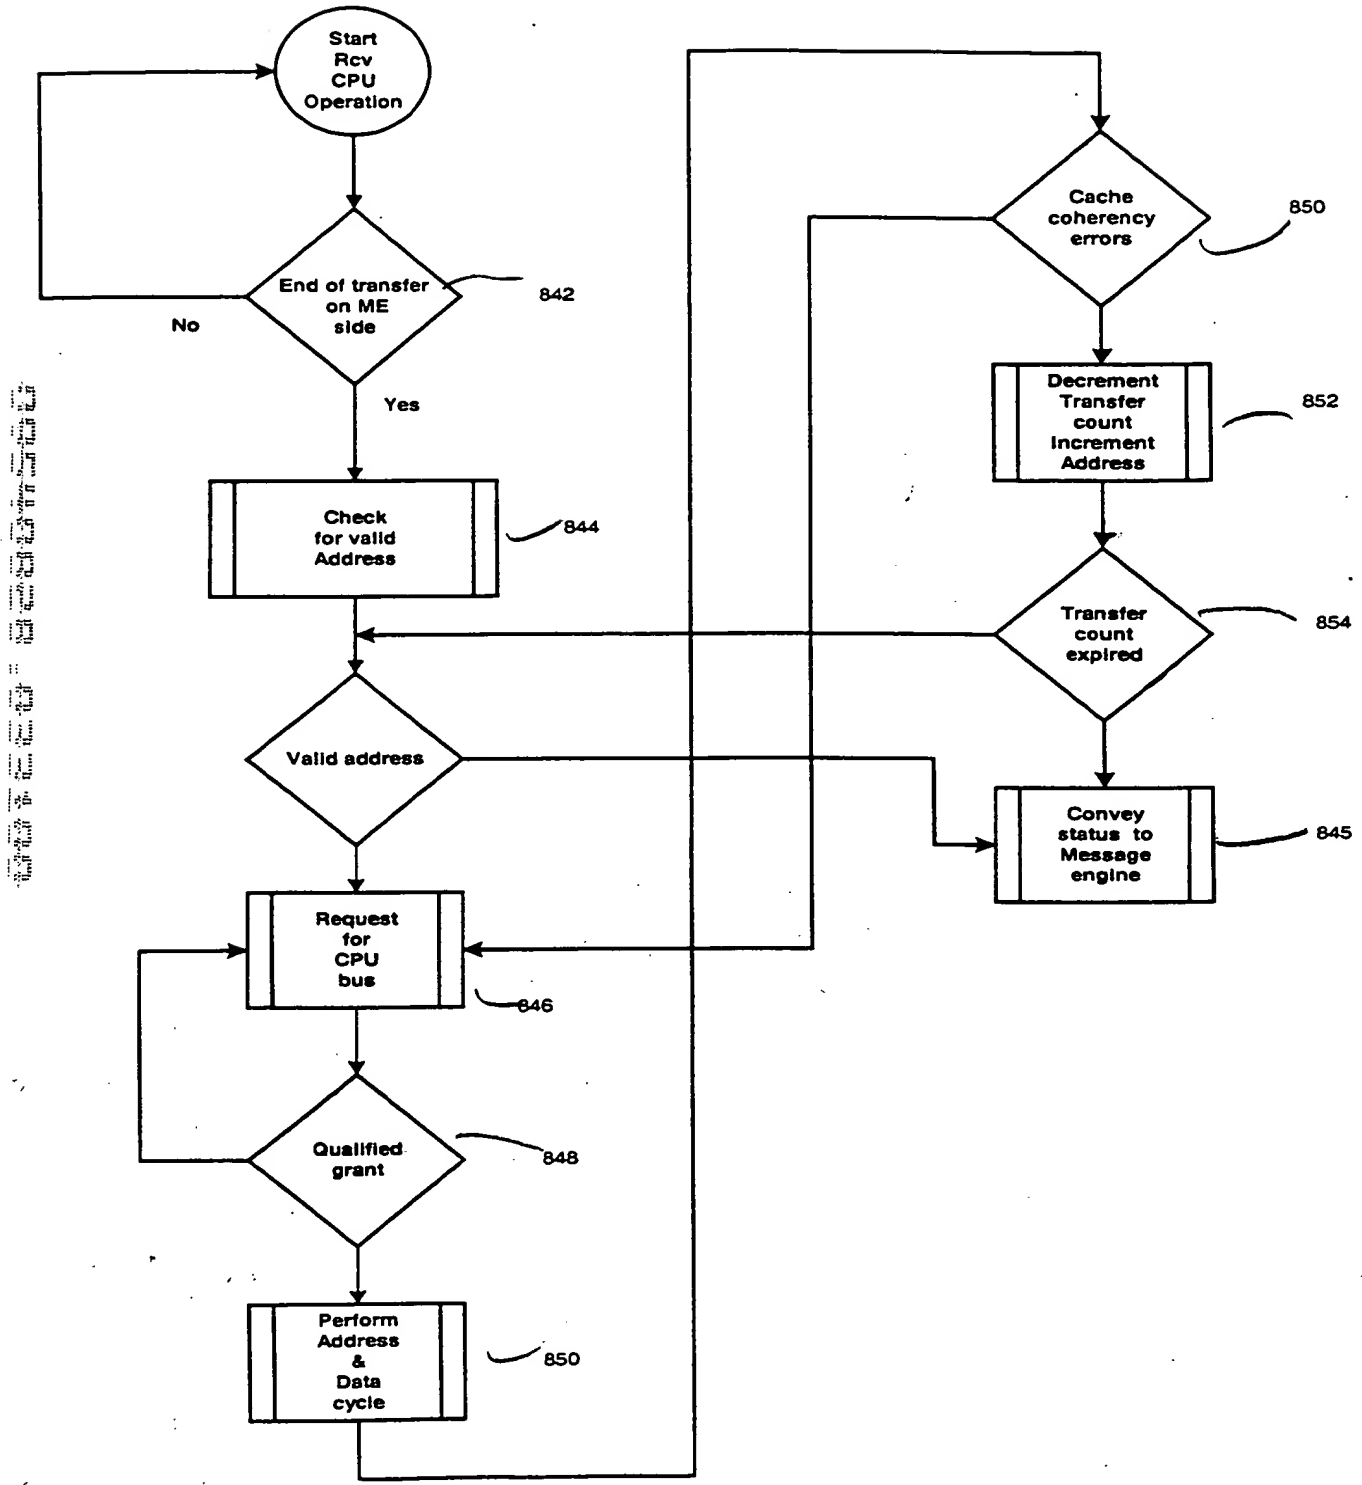 Start
Rcv
CPU
Operation
End of transfer
on ME
side
842
No
Yes
Check
for valid
Address
844
Valid address
Request
for
CPU
bus
846
Qualified
grant
848
Perform
Address
&
Data
cycle
850
Cache
coherency
errors
850
Decrement
Transfer
count
Increment
Address
852
Transfer
count
expired
854
Convey
status to
Message
engine
845